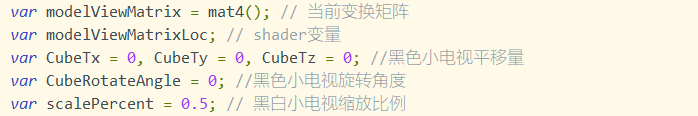 var modelViewMatrix = mat4(); // 当前变换矩阵
var modelViewMatrixLoc; // shader变量
var CubeTx = 0, CubeTy = 0, CubeTz = 0; //黑色小电视平移量
var CubeRotateAngle = 0; //黑色小电视旋转角度
var scalePercent = 0.5; // 黑白小电视缩放比例